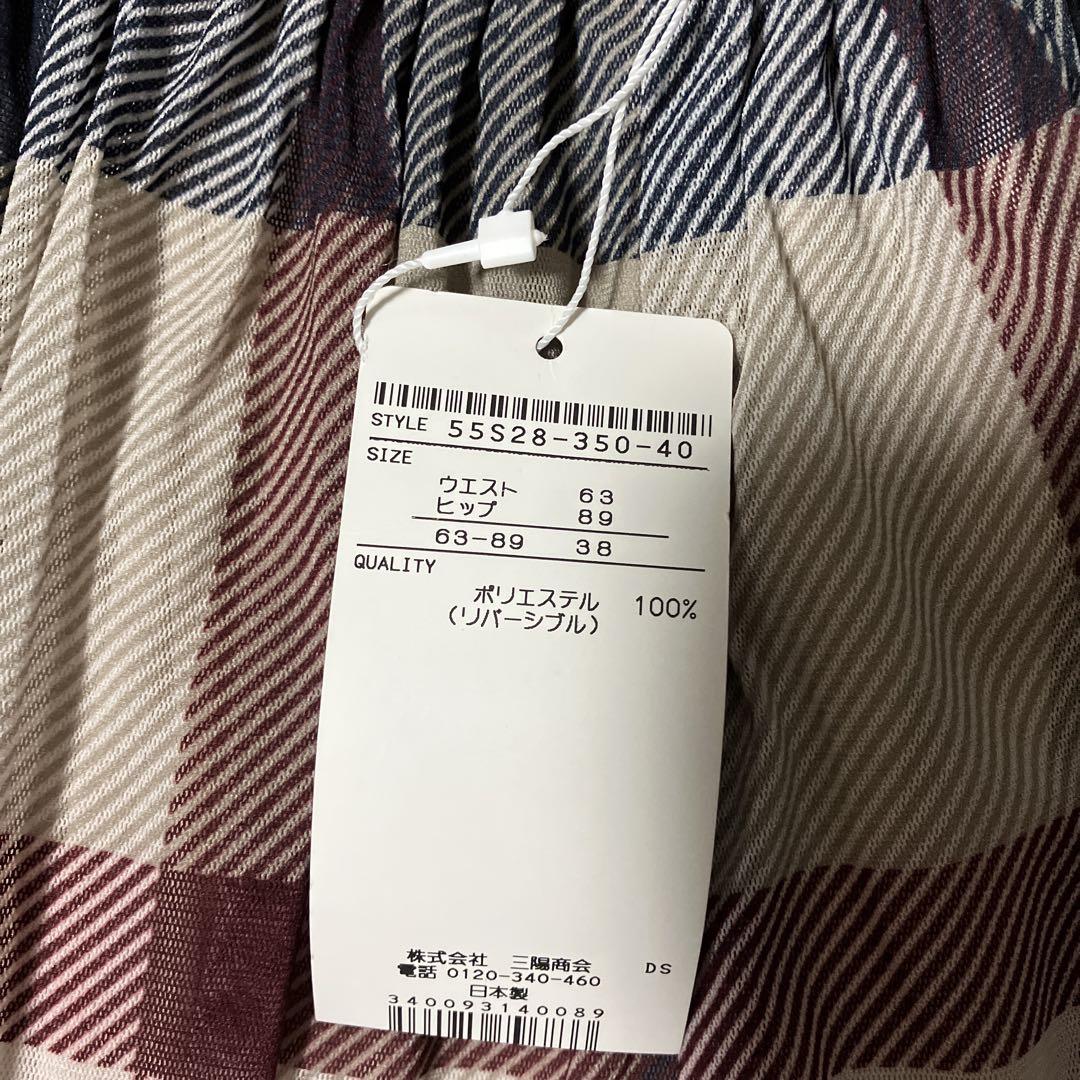 STYLE 55S28-350-40
SIZE
ウエスト 63
ヒップ 89
63-89 38
QUALITY
ポリエステル 100%
(リバーシブル)
株式会社 三陽商会 DS
電話 0120-340-460
日本製
340093140089